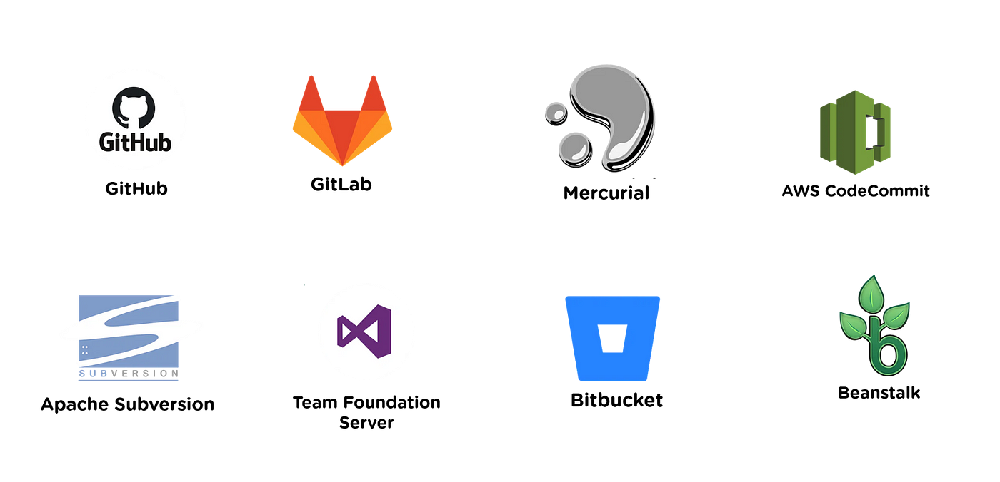 GitHub
GitHub
GitLab
Mercurial
AWS CodeCommit
SUBVERSION
Apache Subversion
Team Foundation
Server
Bitbucket
b
Beanstalk